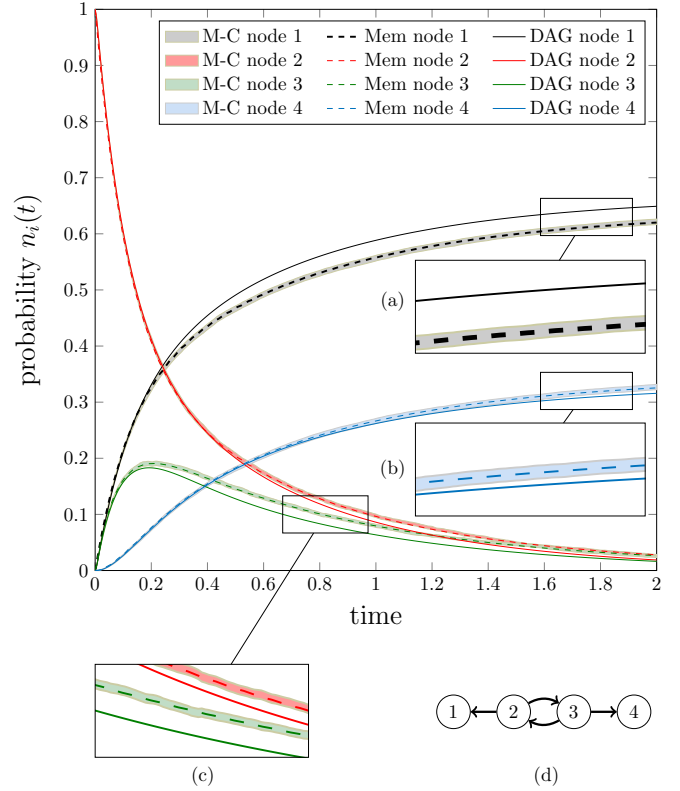 1
M-C node 1 Mem node 1 DAG node 1
M-C node 2 Mem node 2 DAG node 2
M-C node 3 Mem node 3 DAG node 3
M-C node 4 Mem node 4 DAG node 4
0.9
0.8
0.7
0.6
0.5
0.4
0.3
0.2
0.1
0
probability n_i(t)
(a)
(b)
0 0.2 0.4 0.6 0.8 1 1.2 1.4 1.6 1.8 2
time
1 2 3 4
(c) (d)